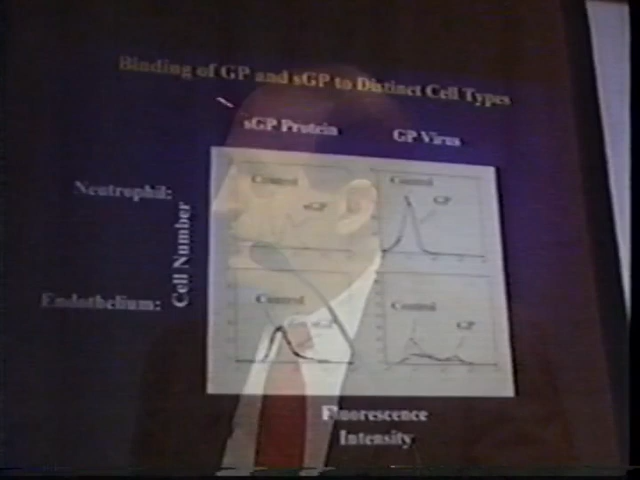 Binding of GP and sGP to Distinct Cell Types
sGP Protein GP Virus
Neutrophil:
Control
sGP
Control
GP
Cell Number
Endothelium:
Control
sGP
Control
GP
Fluorescence
Intensity